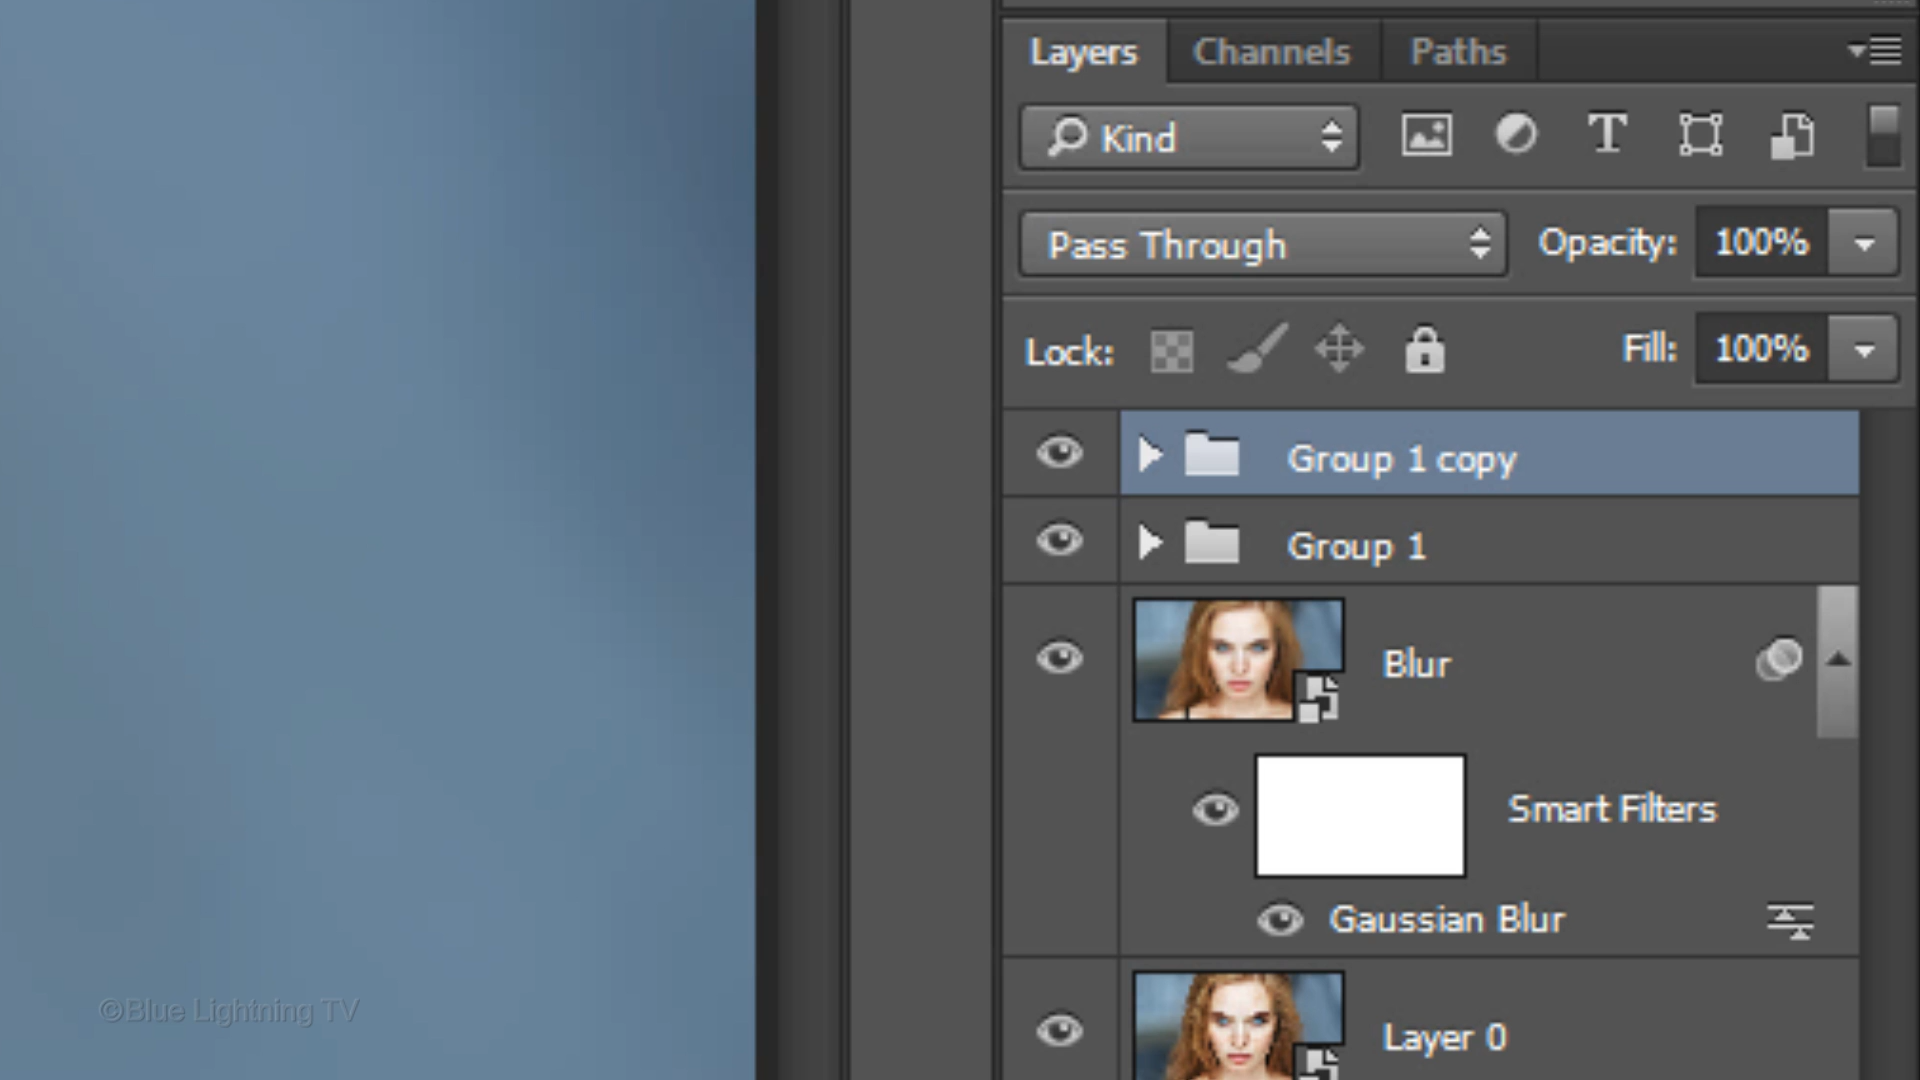 Layers Channels Paths
Kind T
Pass Through Opacity: 100%
Lock: Fill: 100%
Group 1 copy
Group 1
Blur
Smart Filters
Gaussian Blur
Layer 0
©Blue Lightning TV